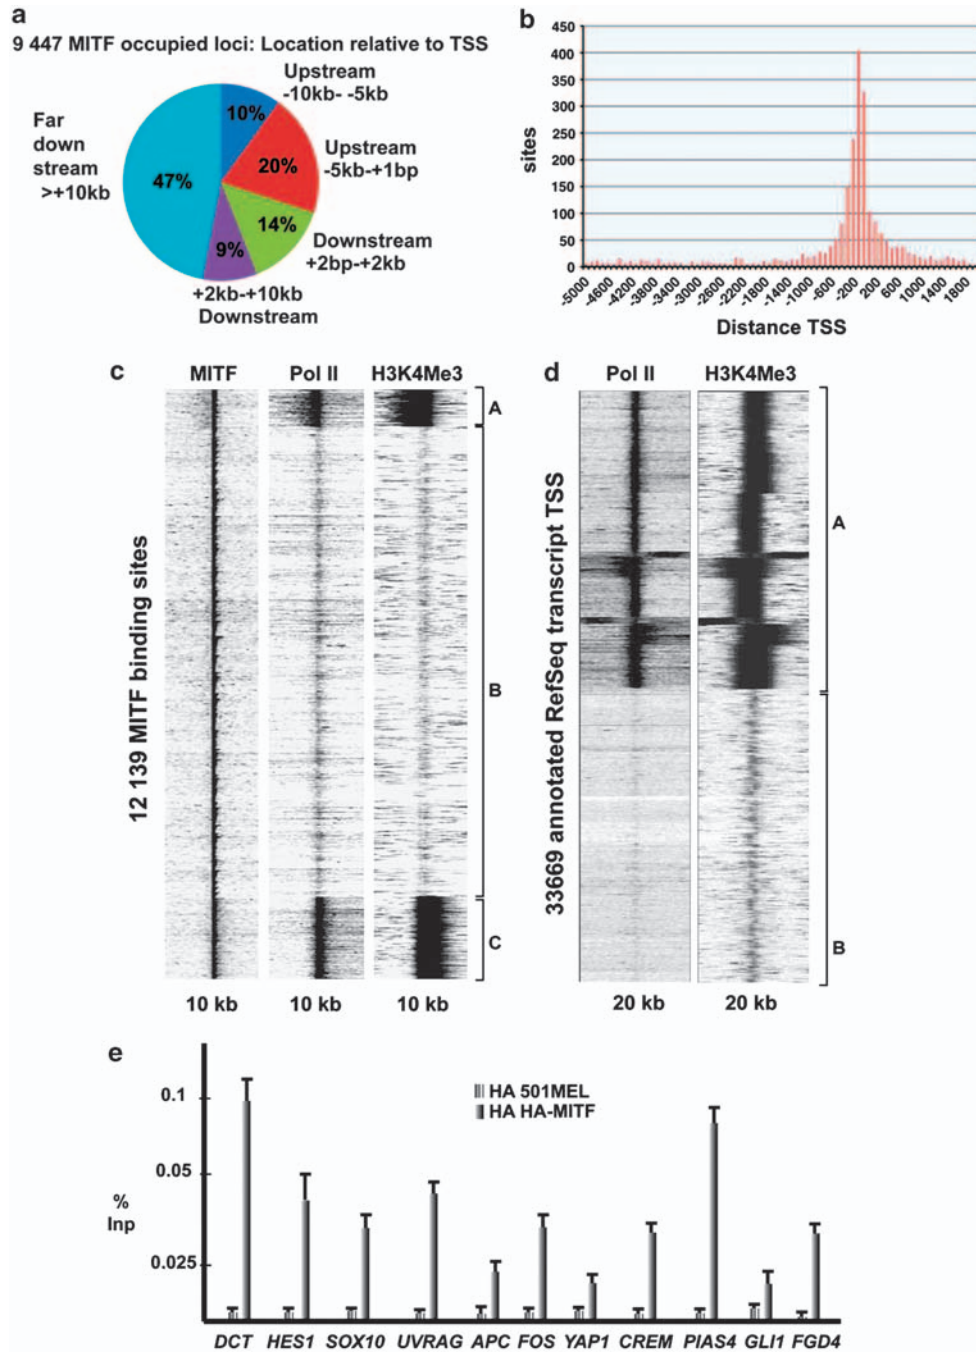 a
9 447 MITF occupied loci: Location relative to TSS
Upstream
-10kb- -5kb
10%
Upstream
-5kb-+1bp
20%
Far
down
stream
>+10kb
47%
14%
Downstream
+2bp-+2kb
9%
+2kb-+10kb
Downstream
b
450
400
350
300
250
200
150
100
50
0
sites
-5000
-4600
-4200
-3800
-3400
-3000
-2600
-2200
-1800
-1400
-1000
-600
-200
200
600
1000
1400
1800
Distance TSS
c
MITF
Pol II
H3K4Me3
12 139 MITF binding sites
A
B
C
10 kb
10 kb
10 kb
d
Pol II
H3K4Me3
33669 annotated RefSeq transcript TSS
A
B
20 kb
20 kb
e
HA 501MEL
HA HA-MITF
0.1
0.05
%
Inp
0.025
DCT HES1 SOX10 UVRAG APC FOS YAP1 CREM PIAS4 GLI1 FGD4